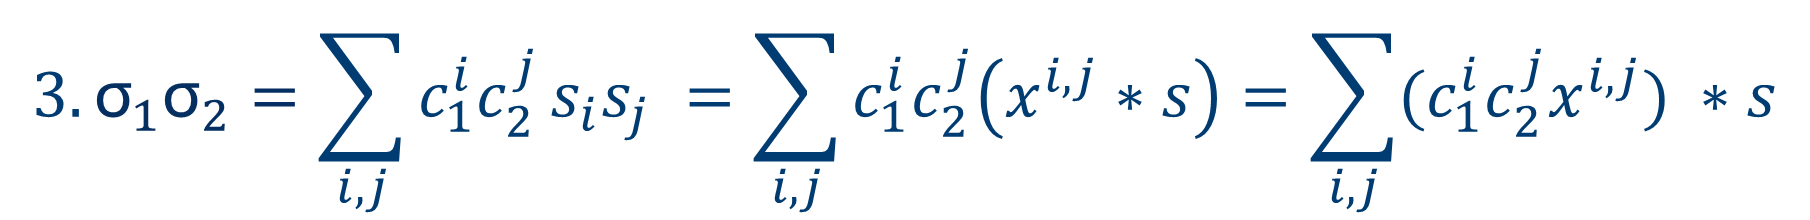 3. σ₁σ₂ = ∑_{i,j} c₁^i c₂^j s_i s_j = ∑_{i,j} c₁^i c₂^j (x^{i,j} * s) = ∑_{i,j} (c₁^i c₂^j x^{i,j}) * s